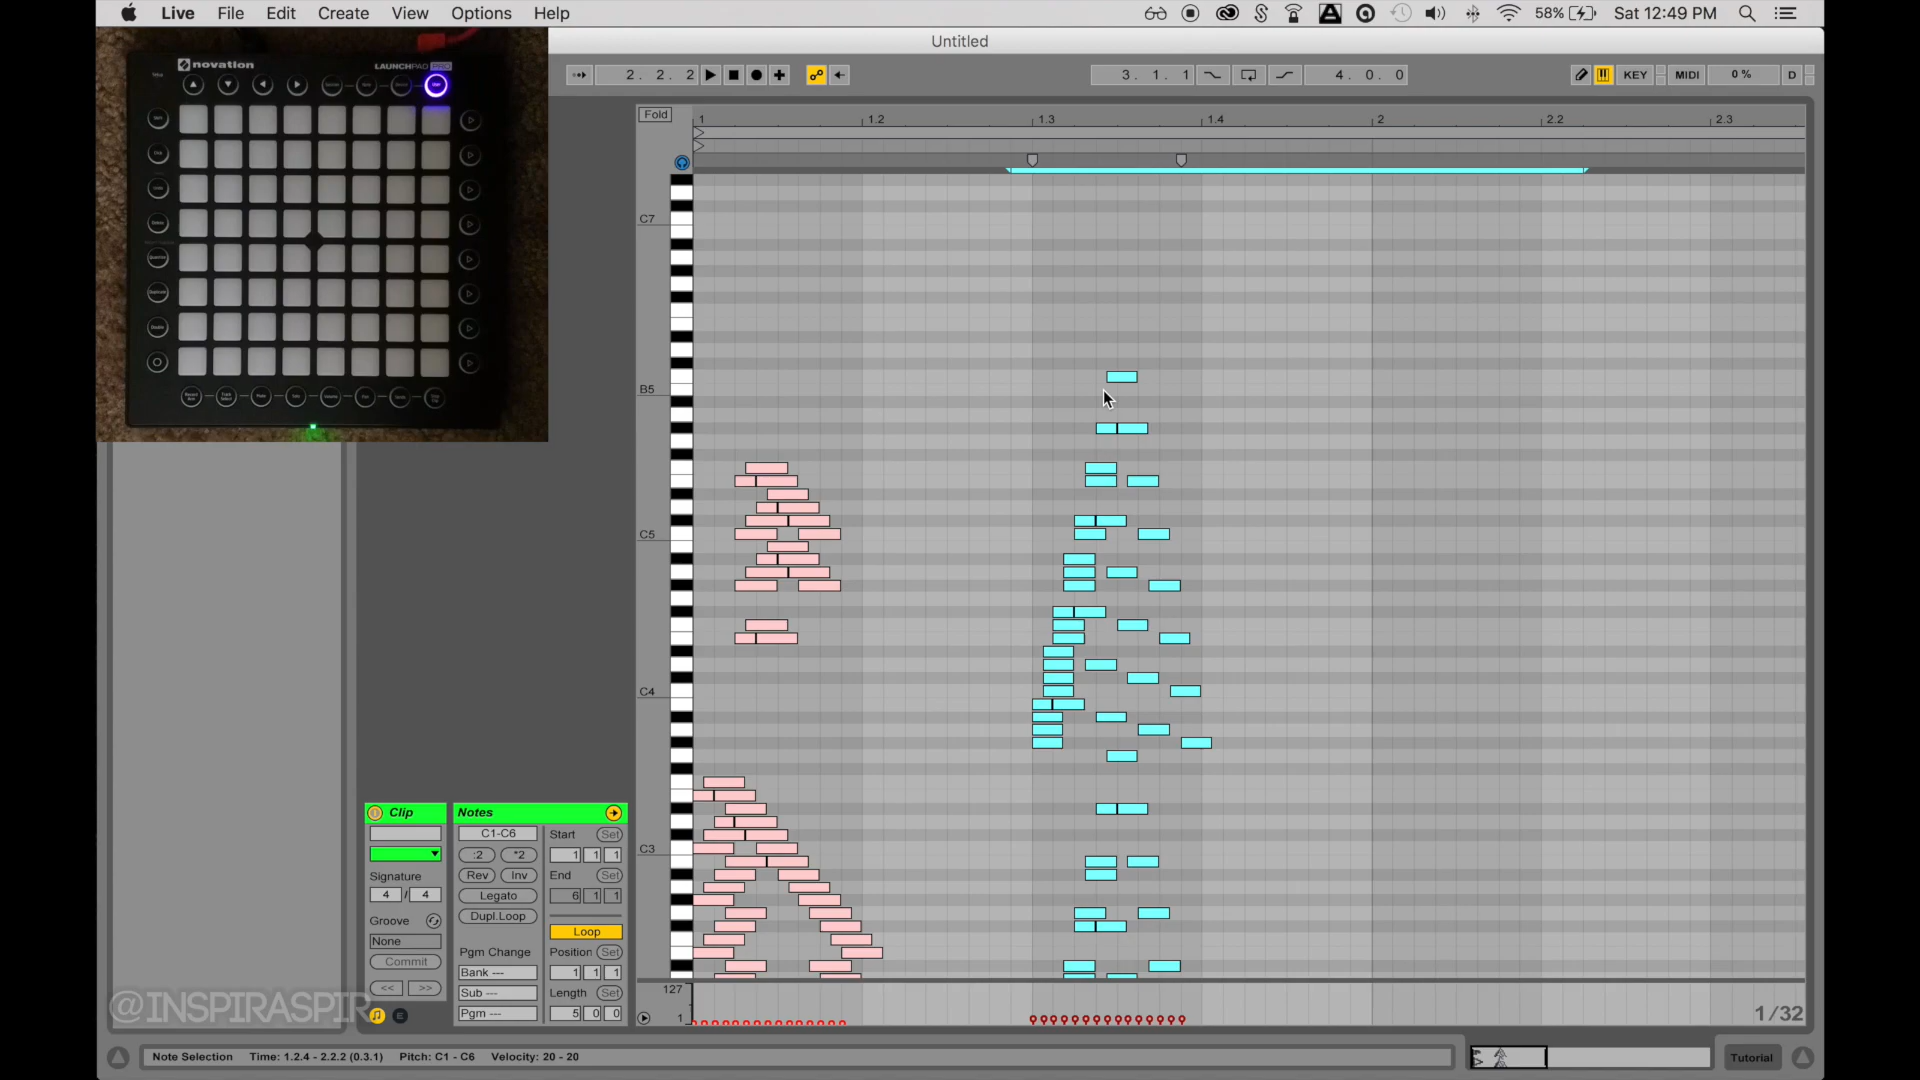 Live File Edit Create View Options Help
58% Sat 12:49 PM
Untitled
novation
LAUNCHPAD PRO
2. 2. 2
3. 1. 1
4. 0. 0
KEY MIDI 0 % D
Fold
1 1.2 1.3 1.4 2 2.2 2.3
C7
B5
C5
C4
C3
Clip
Signature
4 / 4
Groove
None
Commit
<< >>
Notes
C1-C6
:2 *2
Rev Inv
Legato
Dupl.Loop
Pgm Change
Bank ---
Sub ---
Pgm ---
Start Set
1 1 1
End Set
6 1 1
Loop
Position Set
1 1 1
Length Set
5 0 0
127
1
1/32
@INSPIRASPIR
Note Selection Time: 1.2.4 - 2.2.2 (0.3.1) Pitch: C1 - C6 Velocity: 20 - 20
Tutorial